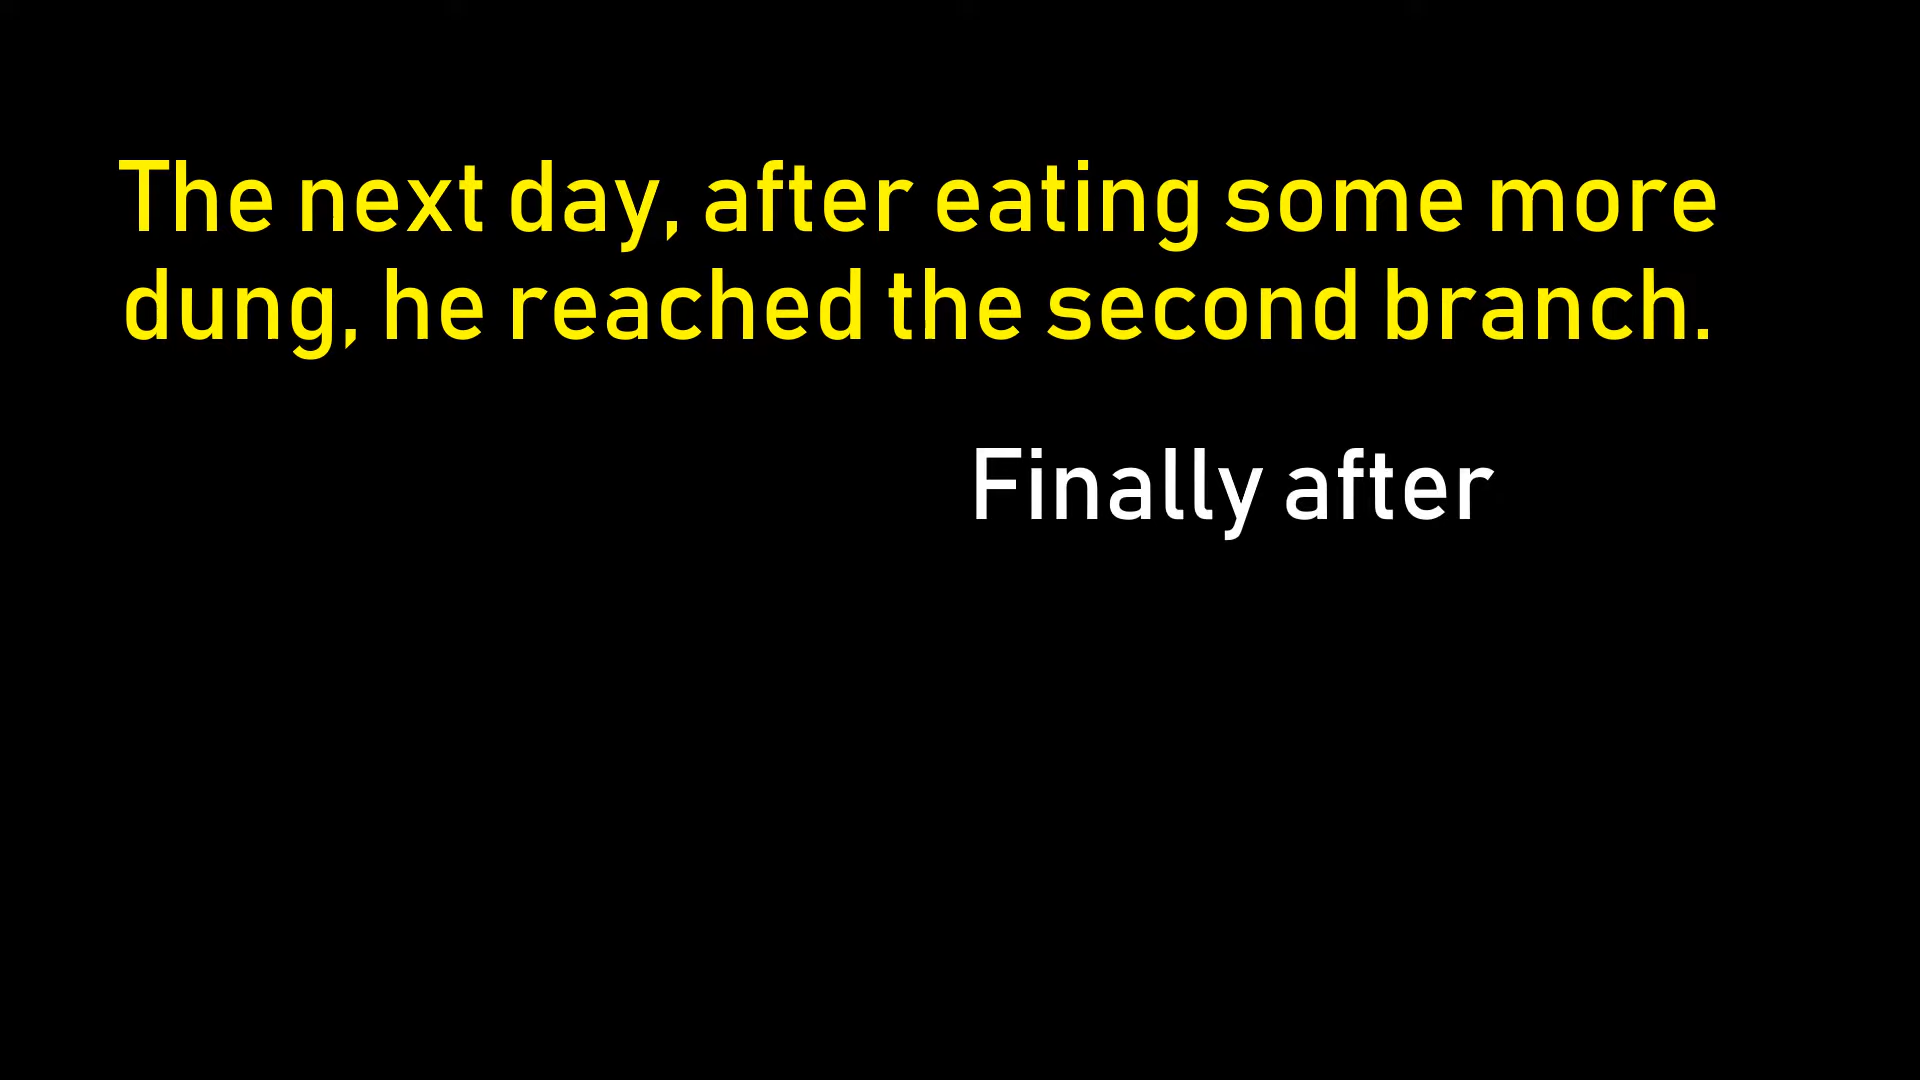 The next day, after eating some more
dung, he reached the second branch.
Finally after